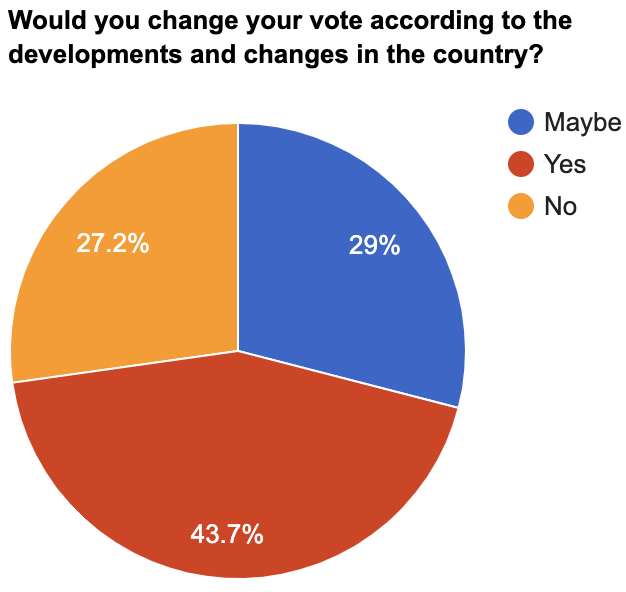 Would you change your vote according to the
developments and changes in the country?
Maybe
Yes
No
27.2%
29%
43.7%